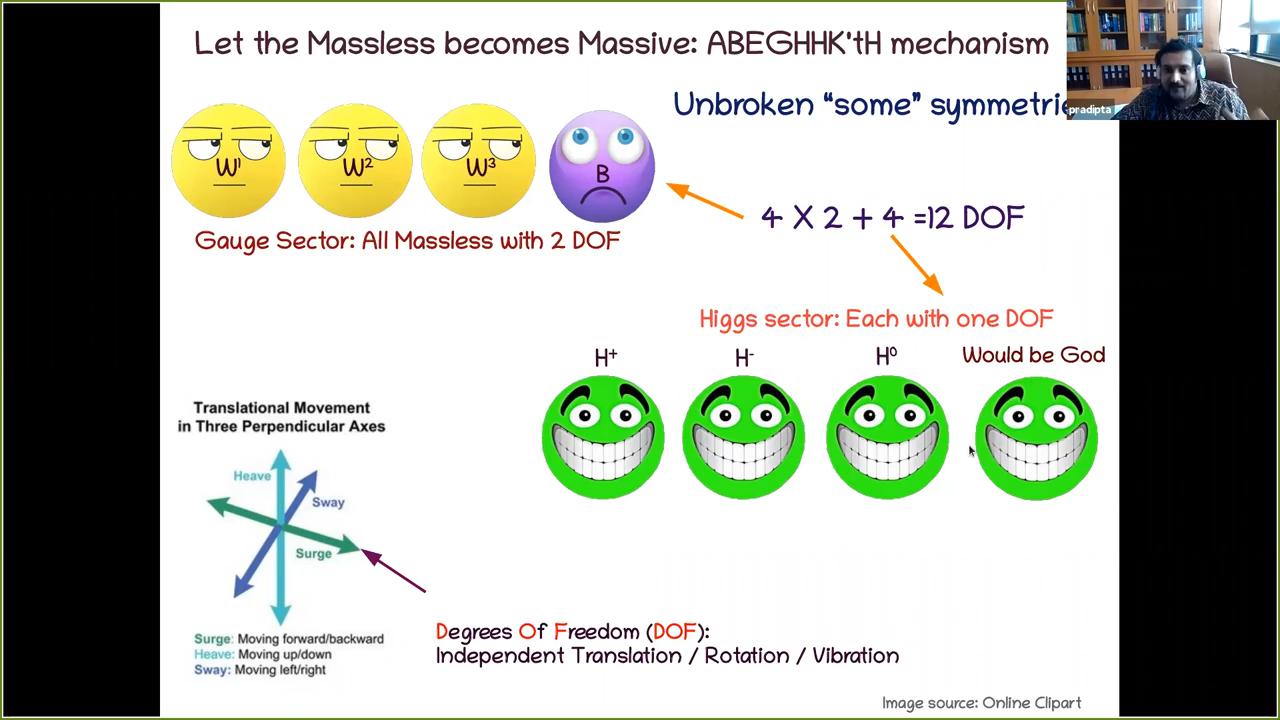 Let the Massless becomes Massive: ABEGHHK'tH mechanism
pradipta
Unbroken “some” symmetrie
W¹
W²
W³
B
4 X 2 + 4 =12 DOF
Gauge Sector: All Massless with 2 DOF
Higgs sector: Each with one DOF
H⁺
H⁻
H⁰
Would be God
Translational Movement
in Three Perpendicular Axes
Heave
Sway
Surge
Surge: Moving forward/backward
Heave: Moving up/down
Sway: Moving left/right
Degrees Of Freedom (DOF):
Independent Translation / Rotation / Vibration
Image source: Online Clipart